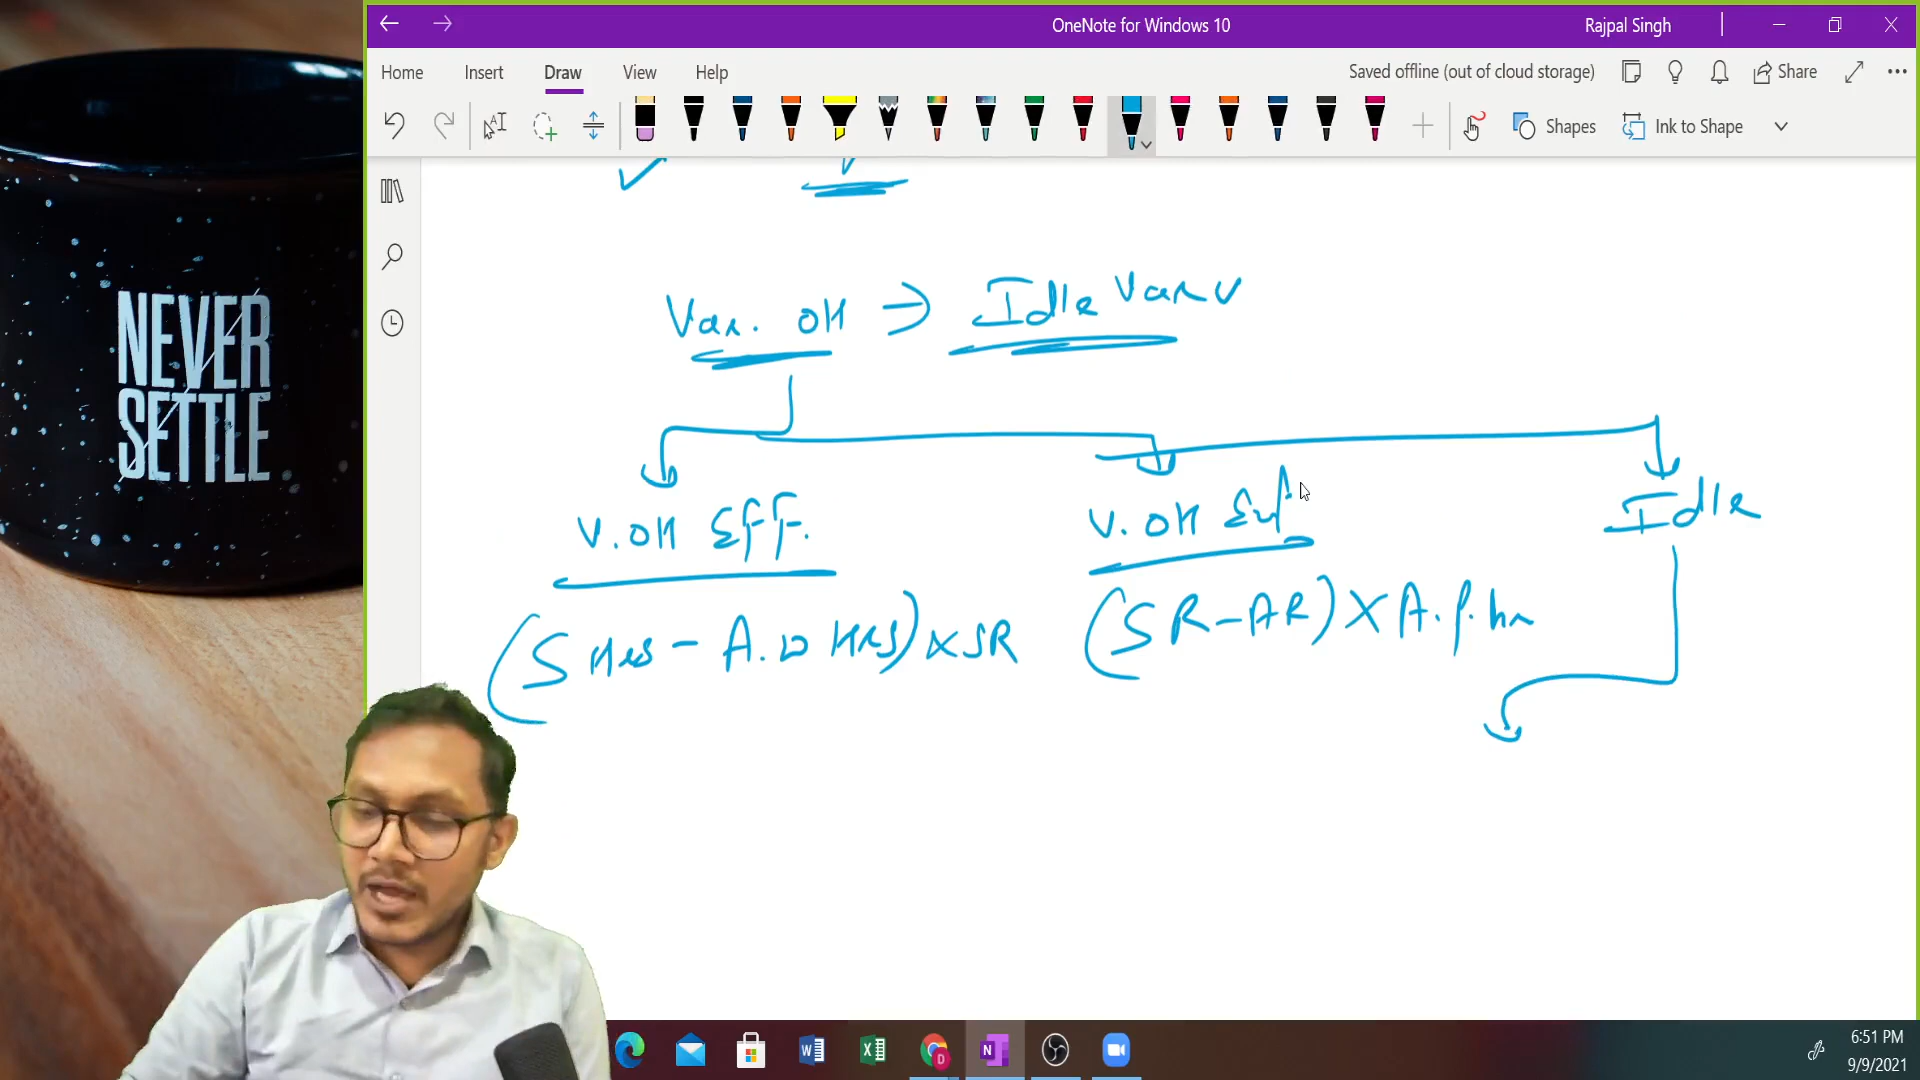 OneNote for Windows 10
Rajpal Singh
Home Insert Draw View Help
Saved offline (out of cloud storage)
Share
Shapes
Ink to Shape
NEVER
SETTLE
Var. OH ⇒ Idle Var
V. OH Eff.
V. OH Exp
Idle
(S Hrs - A.W HRS) X SR
(SR-AR) X A.P. hr
6:51 PM
9/9/2021